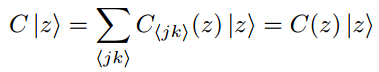 C |z⟩ = ∑_{⟨jk⟩} C_{⟨jk⟩}(z) |z⟩ = C(z) |z⟩